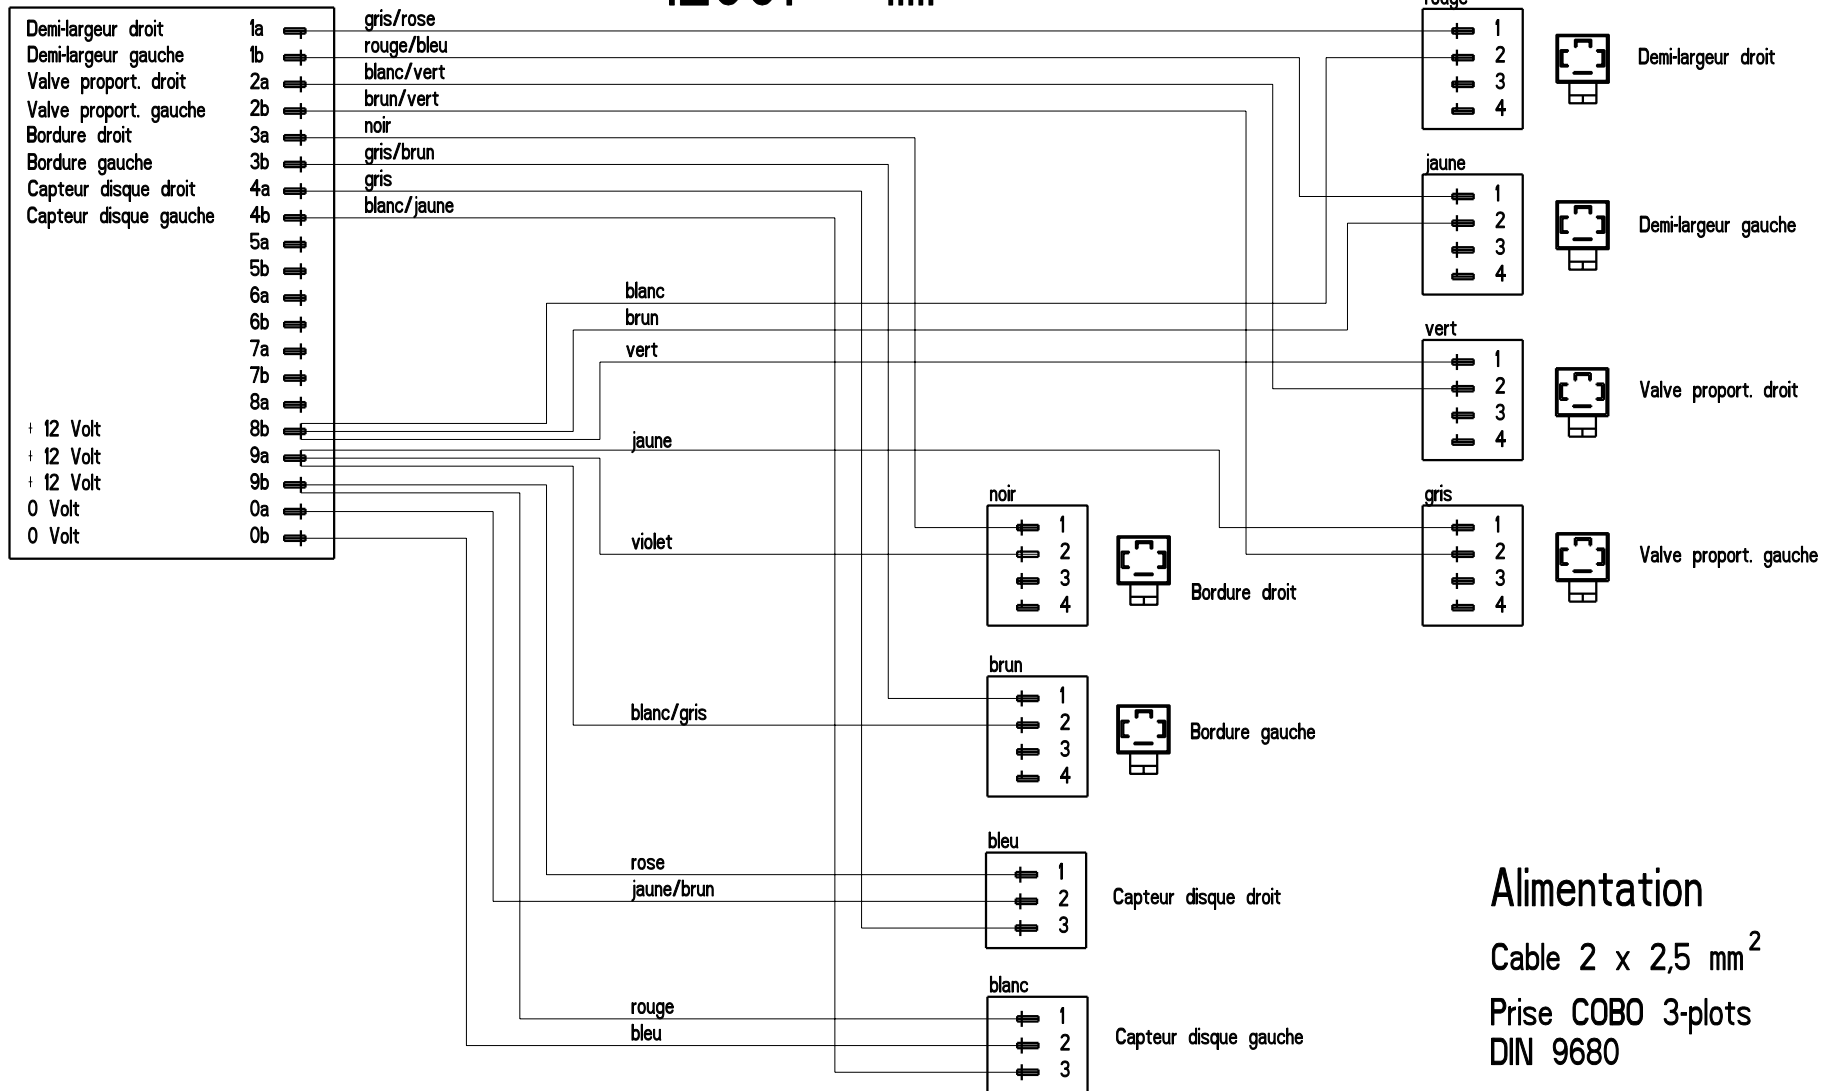 Demi-largeur droit 1a gris/rose
Demi-largeur gauche 1b rouge/bleu
Valve proport. droit 2a blanc/vert
Valve proport. gauche 2b brun/vert
Bordure droit 3a noir
Bordure gauche 3b gris/brun
Capteur disque droit 4a gris
Capteur disque gauche 4b blanc/jaune
5a
5b
6a
6b
7a
7b
8a
+ 12 Volt 8b
+ 12 Volt 9a
+ 12 Volt 9b
0 Volt 0a
0 Volt 0b
blanc
brun
vert
jaune
violet
blanc/gris
rose
jaune/brun
rouge
bleu
rouge
1
2
3
4
Demi-largeur droit
jaune
1
2
3
4
Demi-largeur gauche
vert
1
2
3
4
Valve proport. droit
gris
1
2
3
4
Valve proport. gauche
noir
1
2
3
4
Bordure droit
brun
1
2
3
4
Bordure gauche
bleu
1
2
3
Capteur disque droit
blanc
1
2
3
Capteur disque gauche
Alimentation
Cable 2 x 2,5 mm²
Prise COBO 3-plots
DIN 9680